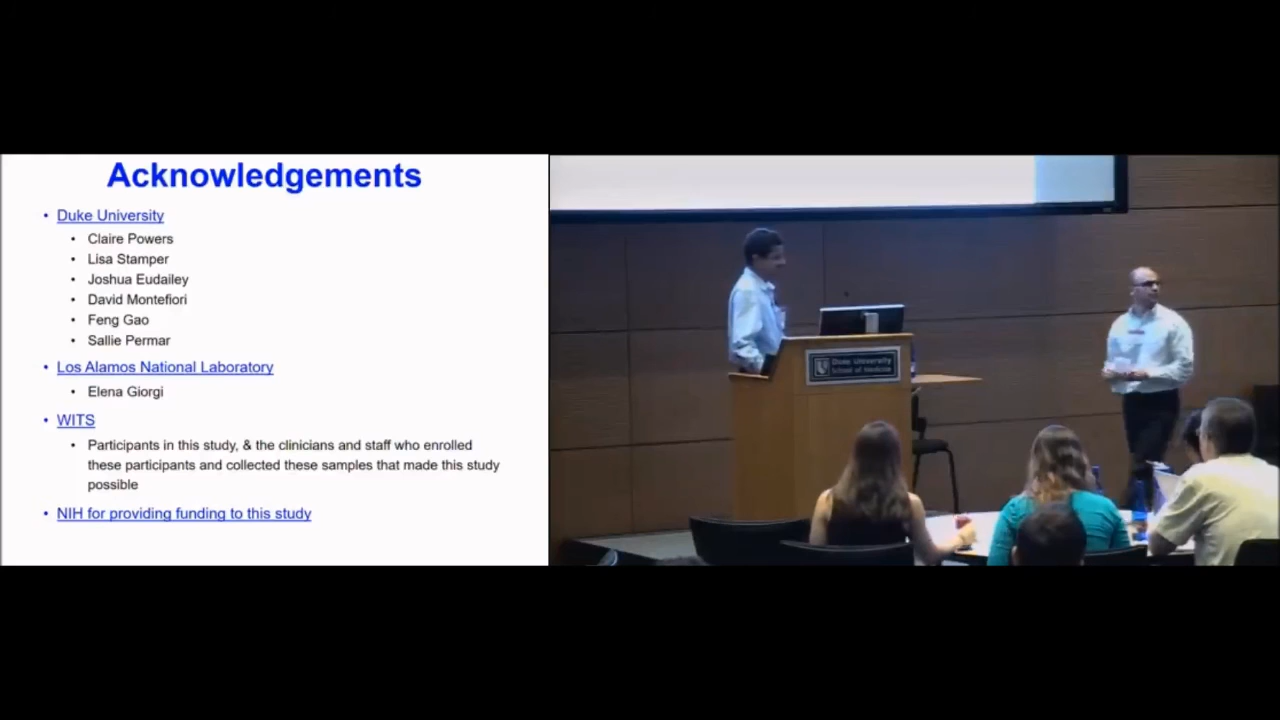 Acknowledgements
• Duke University
• Claire Powers
• Lisa Stamper
• Joshua Eudailey
• David Montefiori
• Feng Gao
• Sallie Permar
• Los Alamos National Laboratory
• Elena Giorgi
• WITS
• Participants in this study, & the clinicians and staff who enrolled
these participants and collected these samples that made this study
possible
• NIH for providing funding to this study
Duke University
School of Medicine